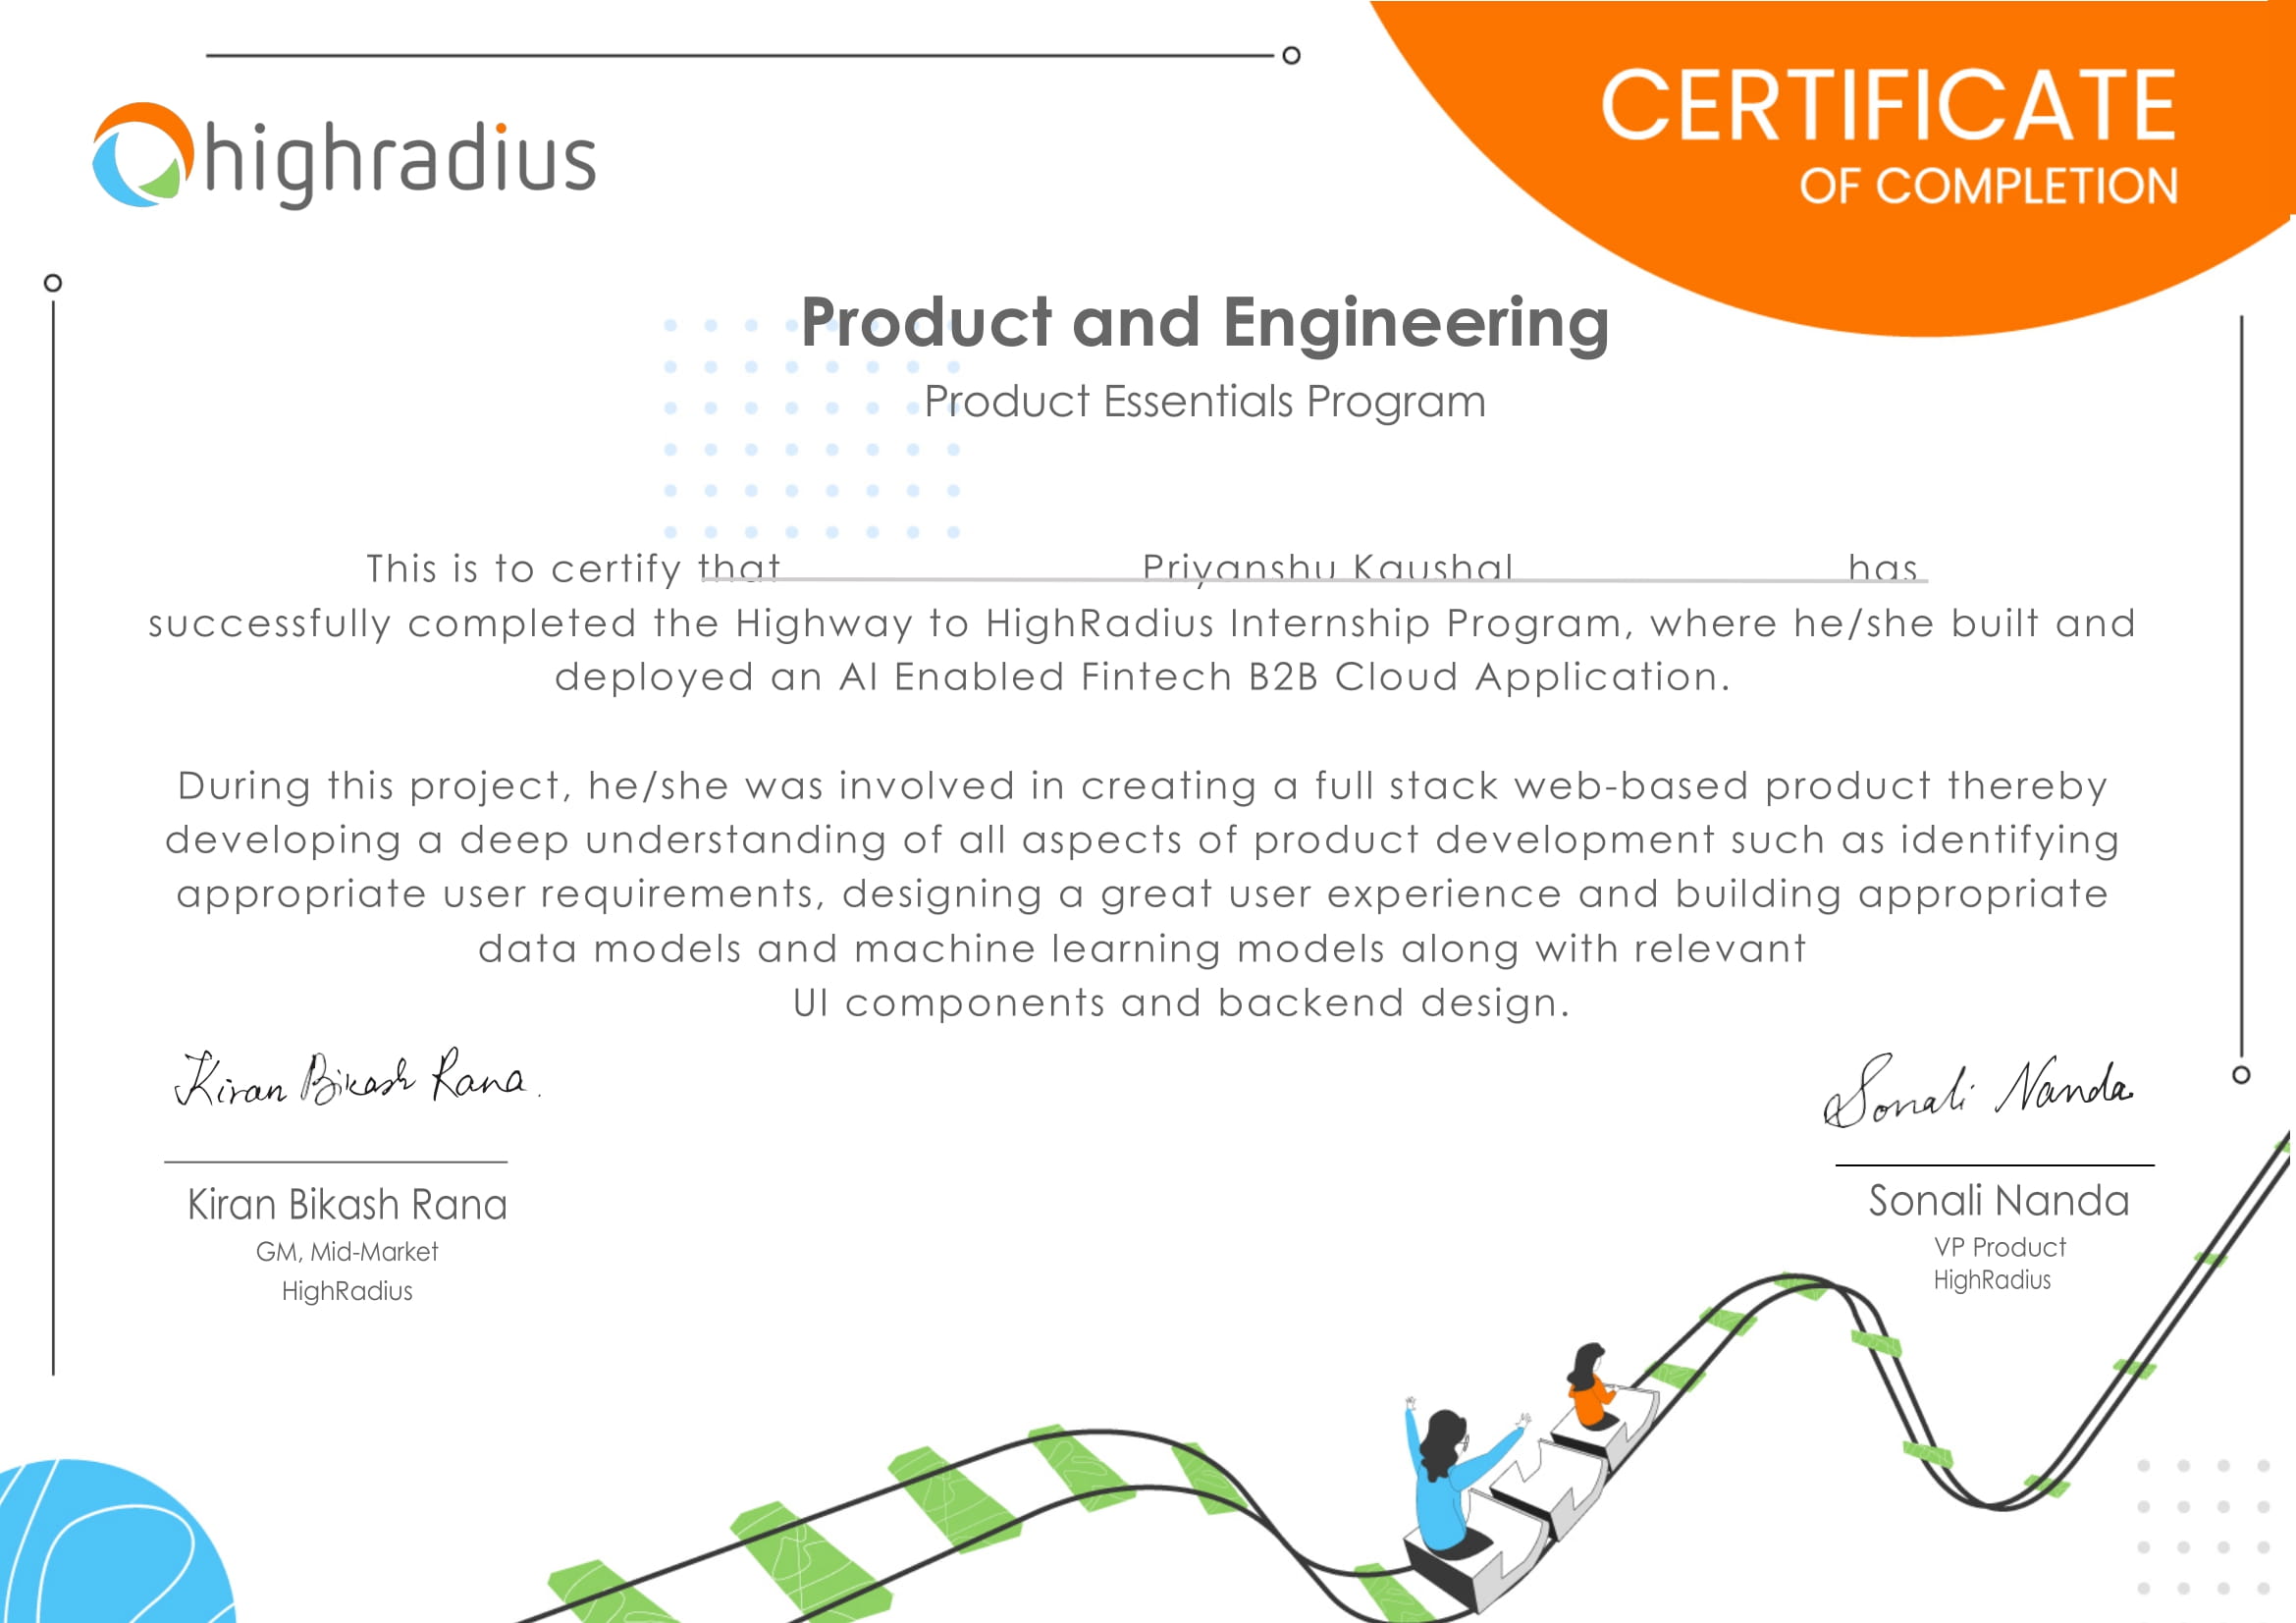 highradius
CERTIFICATE
OF COMPLETION
Product and Engineering
Product Essentials Program
This is to certify that Priyanshu Kaushal has
successfully completed the Highway to HighRadius Internship Program, where he/she built and
deployed an AI Enabled Fintech B2B Cloud Application.
During this project, he/she was involved in creating a full stack web-based product thereby
developing a deep understanding of all aspects of product development such as identifying
appropriate user requirements, designing a great user experience and building appropriate
data models and machine learning models along with relevant
UI components and backend design.
Kiran Bikash Rana.
Sonali Nanda
Kiran Bikash Rana
GM, Mid-Market
HighRadius
Sonali Nanda
VP Product
HighRadius